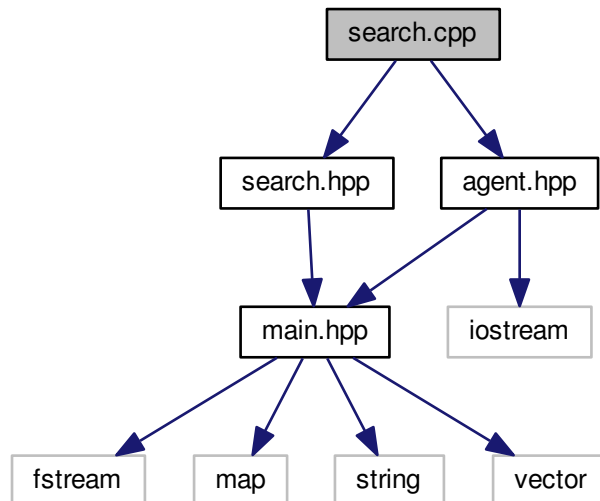 search.cpp
search.hpp
agent.hpp
main.hpp
iostream
fstream
map
string
vector